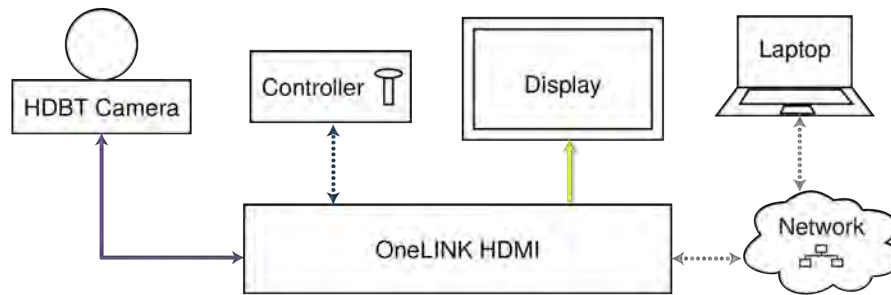 HDBT Camera
Controller
Display
Laptop
OneLINK HDMI
Network